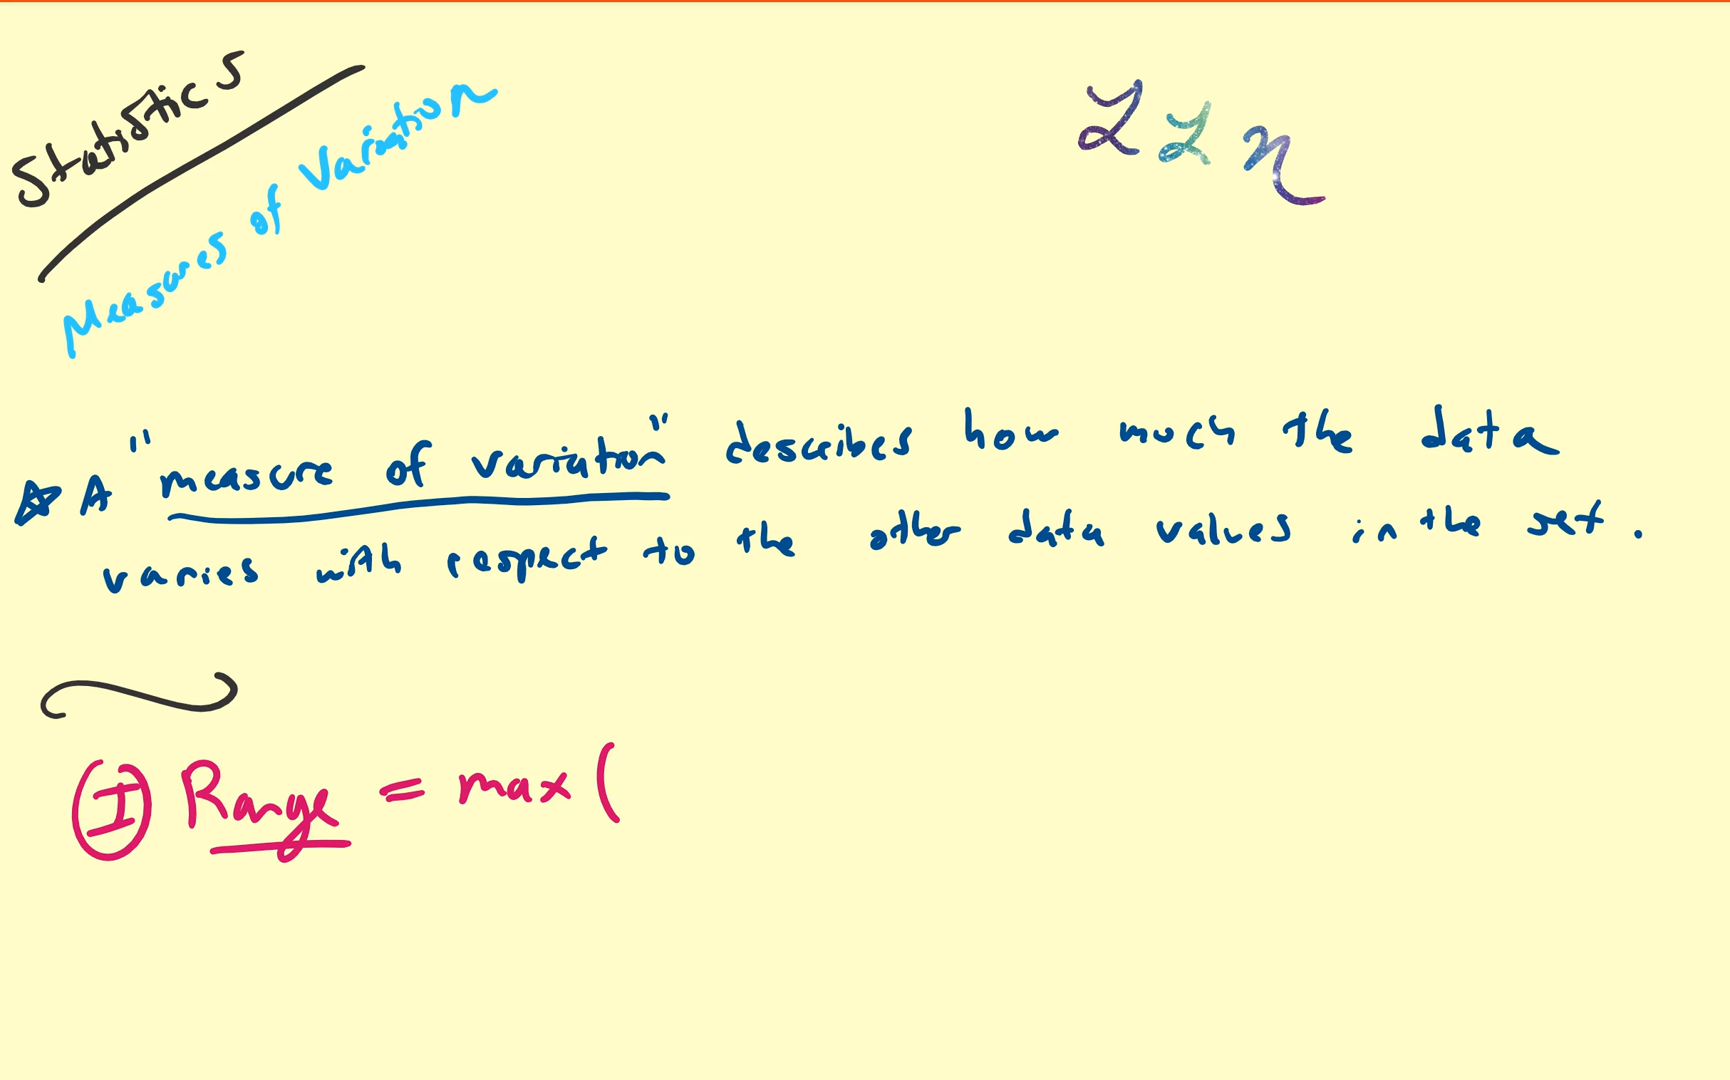 Statistics
Measures of Variation
A "measure of variation" describes how much the data
varies with respect to the other data values in the set.
I Range = max (